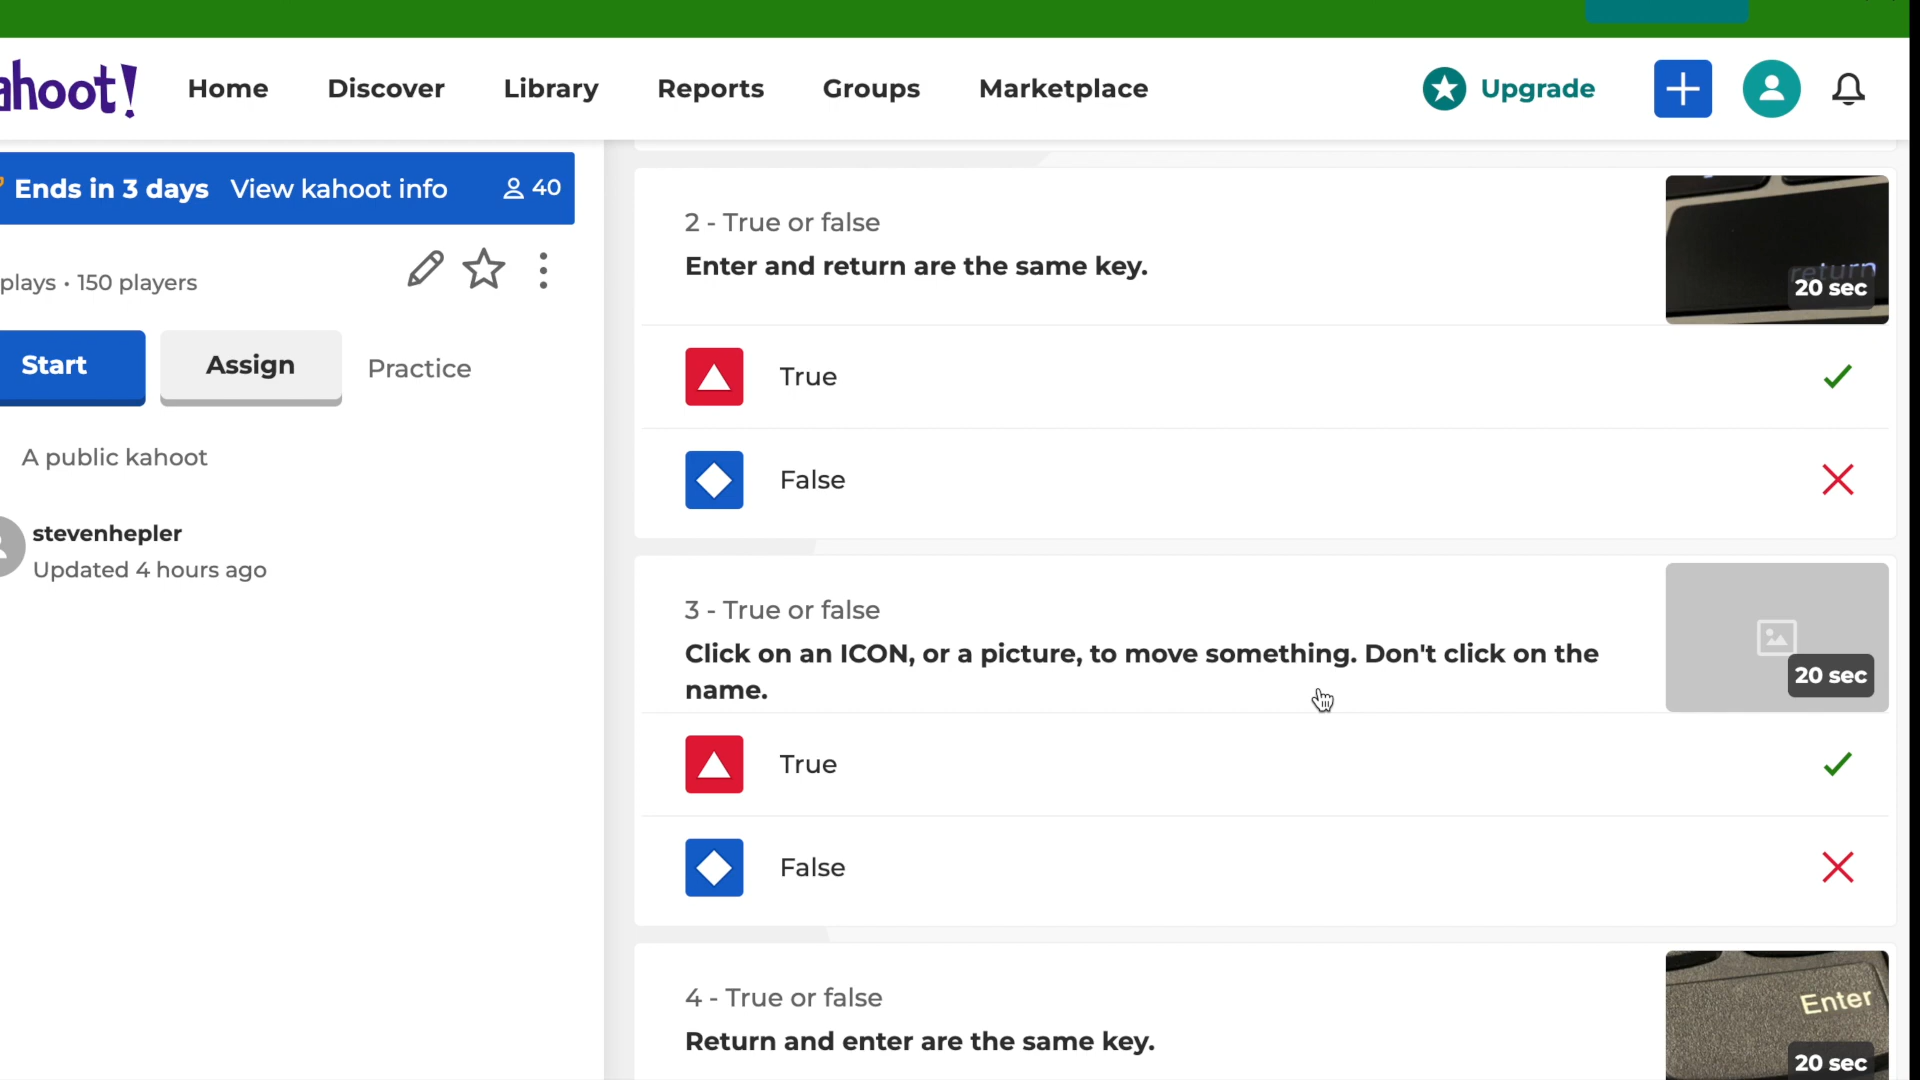 ahoot!
Home Discover Library Reports Groups Marketplace Upgrade
Ends in 3 days View kahoot info 40
plays • 150 players
Start Assign Practice
A public kahoot
stevenhepler
Updated 4 hours ago
2 - True or false
Enter and return are the same key.
return
20 sec
True
False
3 - True or false
Click on an ICON, or a picture, to move something. Don't click on the
name.
20 sec
True
False
4 - True or false
Return and enter are the same key.
Enter
20 sec